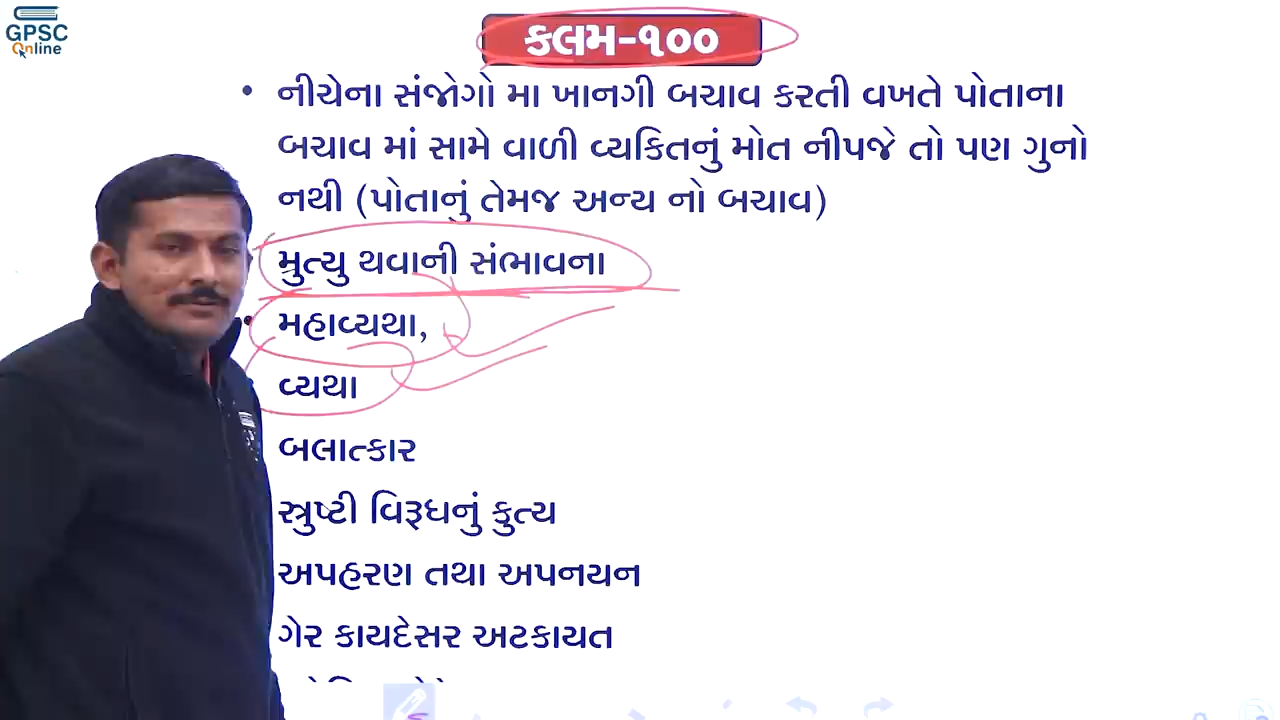 GPSC
Online
કલમ-૧૦૦
• નીચેના સંજોગો મા ખાનગી બચાવ કરતી વખતે પોતાના
બચાવ માં સામે વાળી વ્યકિતનું મોત નીપજે તો પણ ગુનો
નથી (પોતાનું તેમજ અન્ય નો બચાવ)
મુત્યુ થવાની સંભાવના
• મહાવ્યથા,
વ્યથા
બલાત્કાર
સ્ત્રુષ્ટી વિરૂધનું કુત્ય
અપહરણ તથા અપનયન
ગેર કાયદેસર અટકાયત